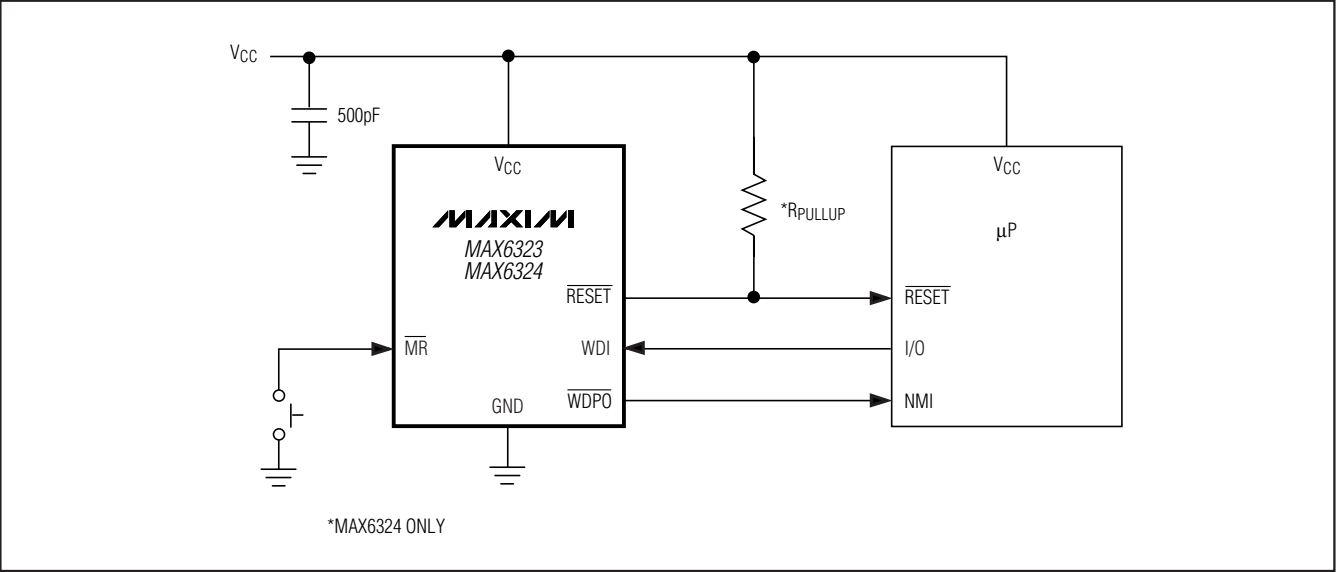 VCC
500pF
VCC
MAXIM
MAX6323
MAX6324
RESET
MR
WDI
WDPO
GND
*RPULLUP
VCC
µP
RESET
I/O
NMI
*MAX6324 ONLY